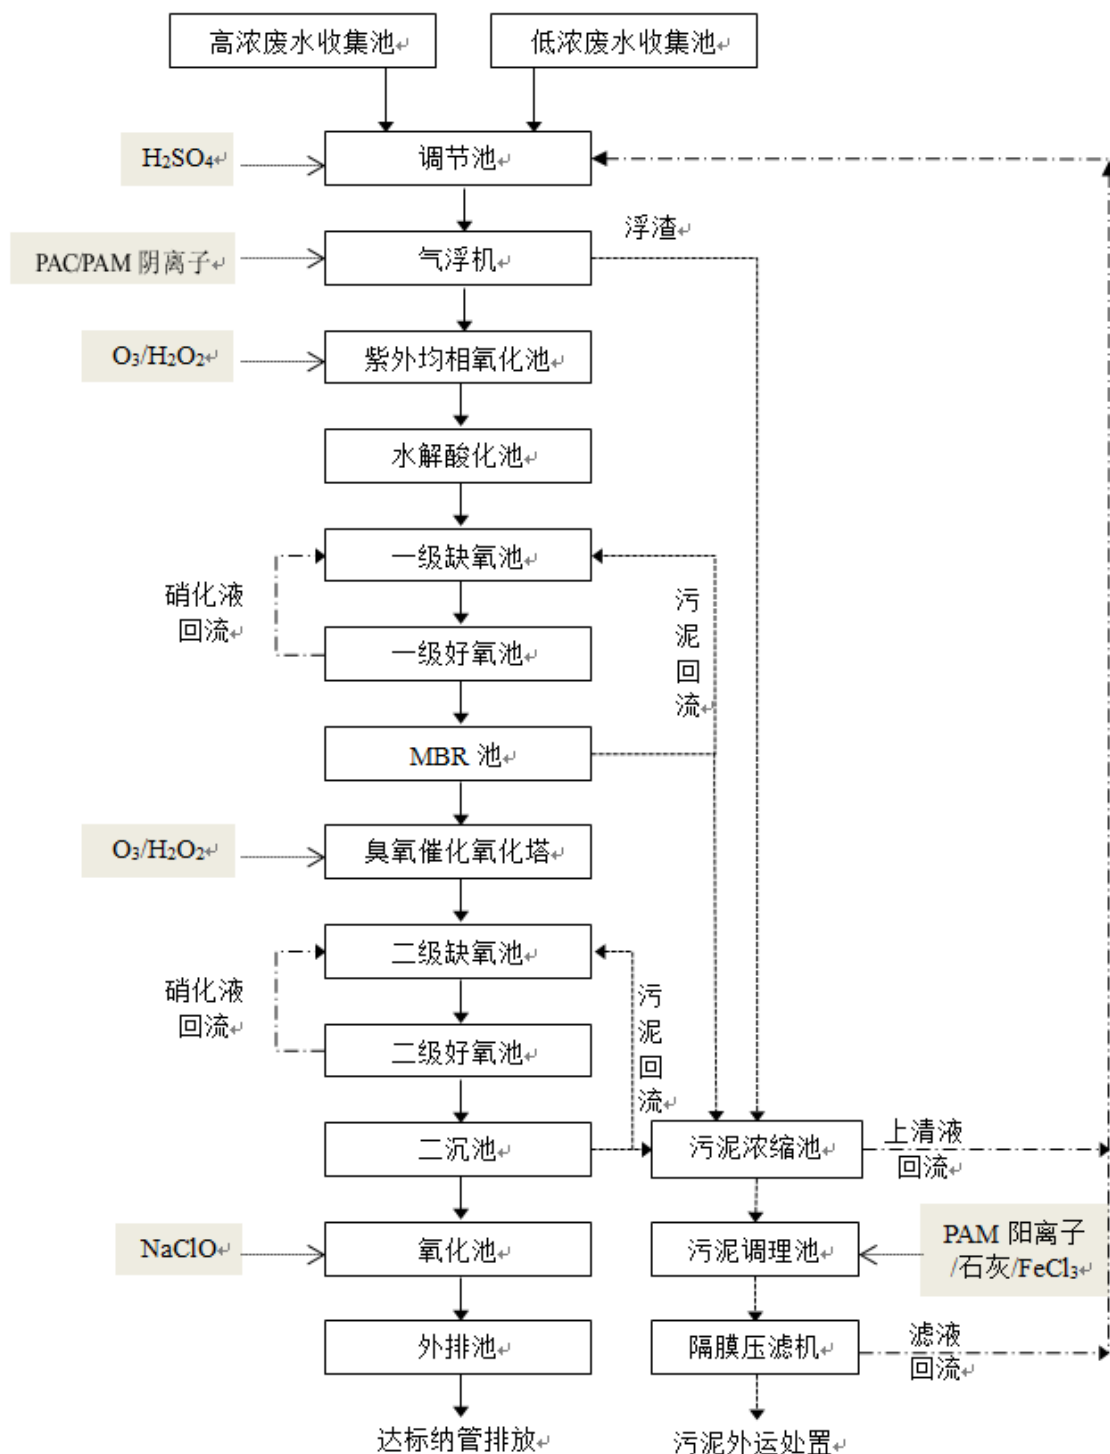 高浓废水收集池
低浓废水收集池
H₂SO₄
调节池
浮渣
PAC/PAM 阴离子
气浮机
O₃/H₂O₂
紫外均相氧化池
水解酸化池
一级缺氧池
硝化液
回流
污
泥
回
流
一级好氧池
MBR 池
O₃/H₂O₂
臭氧催化氧化塔
二级缺氧池
硝化液
回流
污
泥
回
流
二级好氧池
二沉池
污泥浓缩池
上清液
回流
NaClO
氧化池
污泥调理池
PAM 阳离子
/石灰/FeCl₃
外排池
隔膜压滤机
滤液
回流
达标纳管排放
污泥外运处置